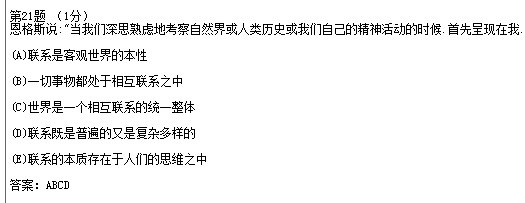 第21题 （1分）
恩格斯说:"当我们深思熟虑地考察自然界或人类历史或我们自己的精神活动的时候.首先呈现在我.
(A)联系是客观世界的本性
(B)一切事物都处于相互联系之中
(C)世界是一个相互联系的统一整体
(D)联系既是普遍的又是复杂多样的
(E)联系的本质存在于人们的思维之中
答案：ABCD